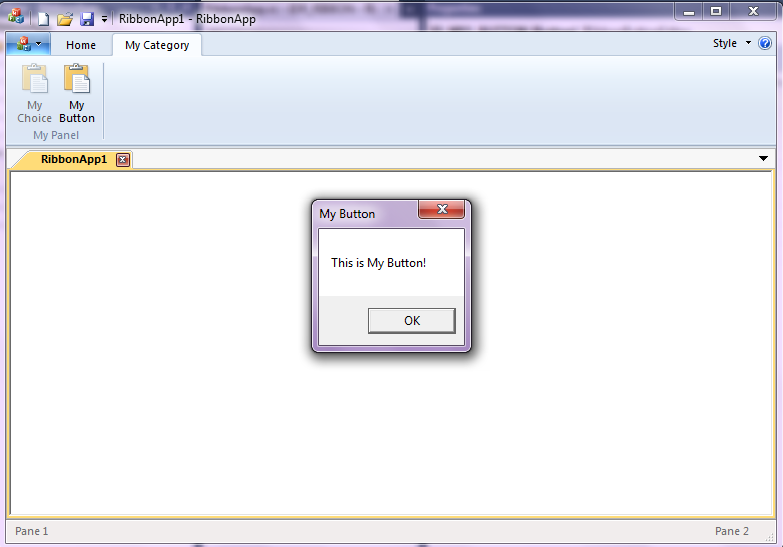 RibbonApp1 - RibbonApp
Home
My Category
Style
My
Choice
My
Button
My Panel
RibbonApp1
My Button
This is My Button!
OK
Pane 1
Pane 2